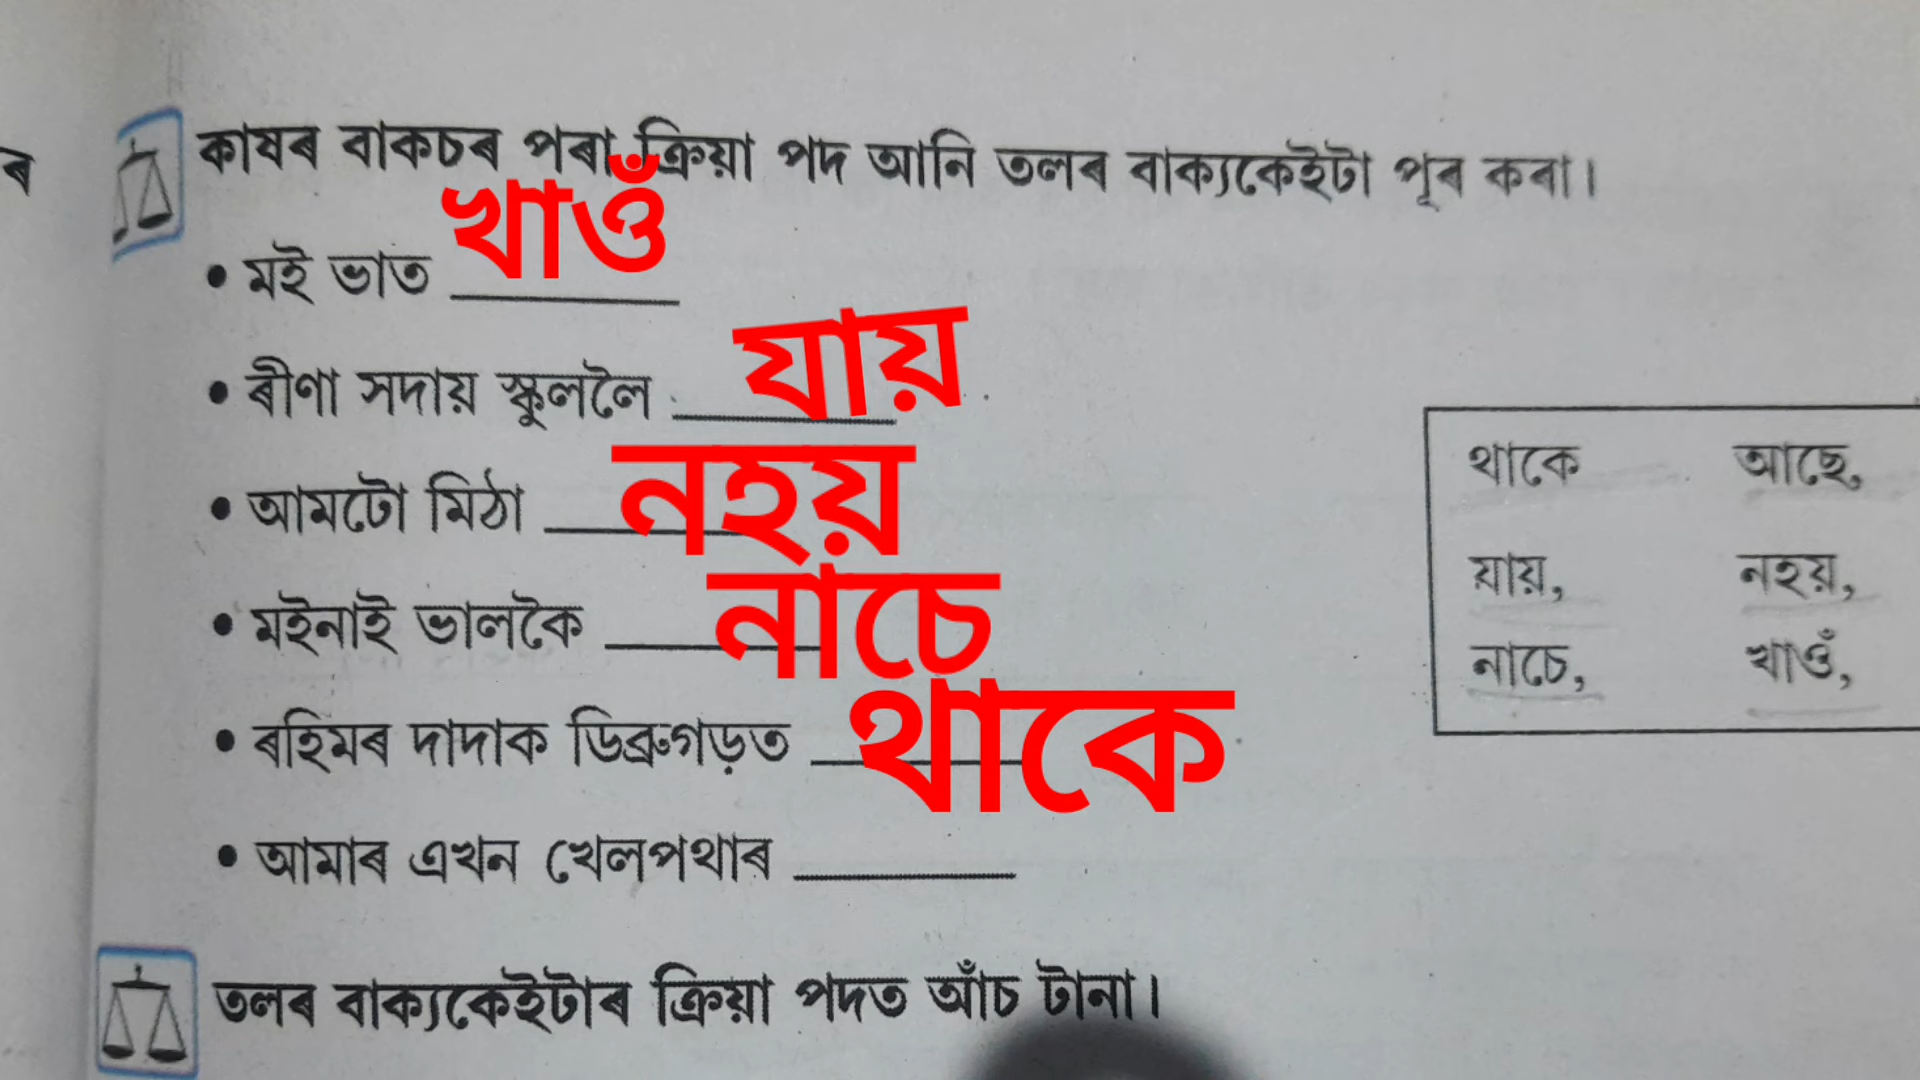 ৰ
কাষৰ বাকচৰ পৰা ক্ৰিয়া পদ আনি তলৰ বাক্যকেইটা পূৰ কৰা।
• মই ভাত খাওঁ
• ৰীণা সদায় স্কুললৈ যায়
• আমটো মিঠা নহয়
• মইনাই ভালকৈ নাচে
• ৰহিমৰ দাদাক ডিব্ৰুগড়ত থাকে
• আমাৰ এখন খেলপথাৰ
থাকে আছে,
যায়, নহয়,
নাচে, খাওঁ,
তলৰ বাক্যকেইটাৰ ক্ৰিয়া পদত আঁচ টানা।